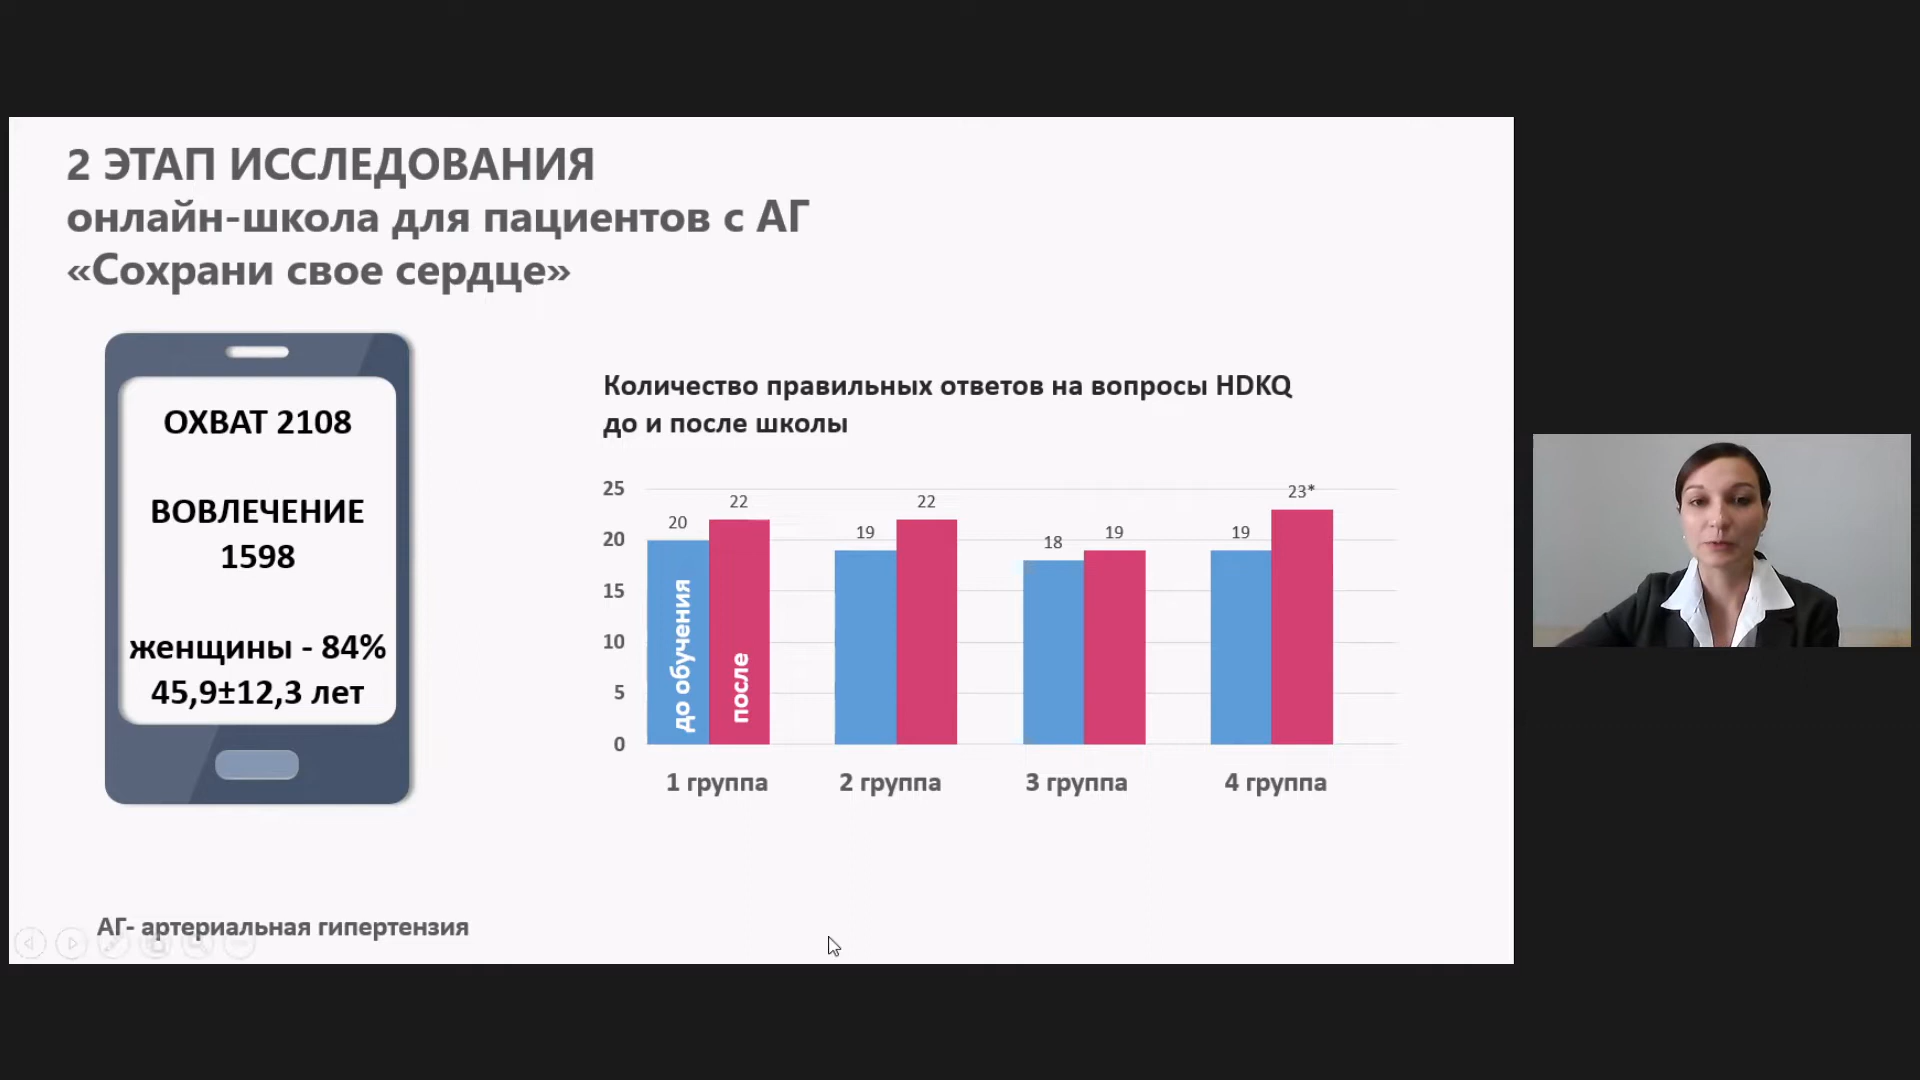 2 ЭТАП ИССЛЕДОВАНИЯ
онлайн-школа для пациентов с АГ
«Сохрани свое сердце»
ОХВАТ 2108
ВОВЛЕЧЕНИЕ
1598
женщины - 84%
45,9±12,3 лет
Количество правильных ответов на вопросы HDKQ
до и после школы
25
20
15
10
5
0
20
22
19
22
18
19
19
23*
до обучения
после
1 группа
2 группа
3 группа
4 группа
АГ- артериальная гипертензия